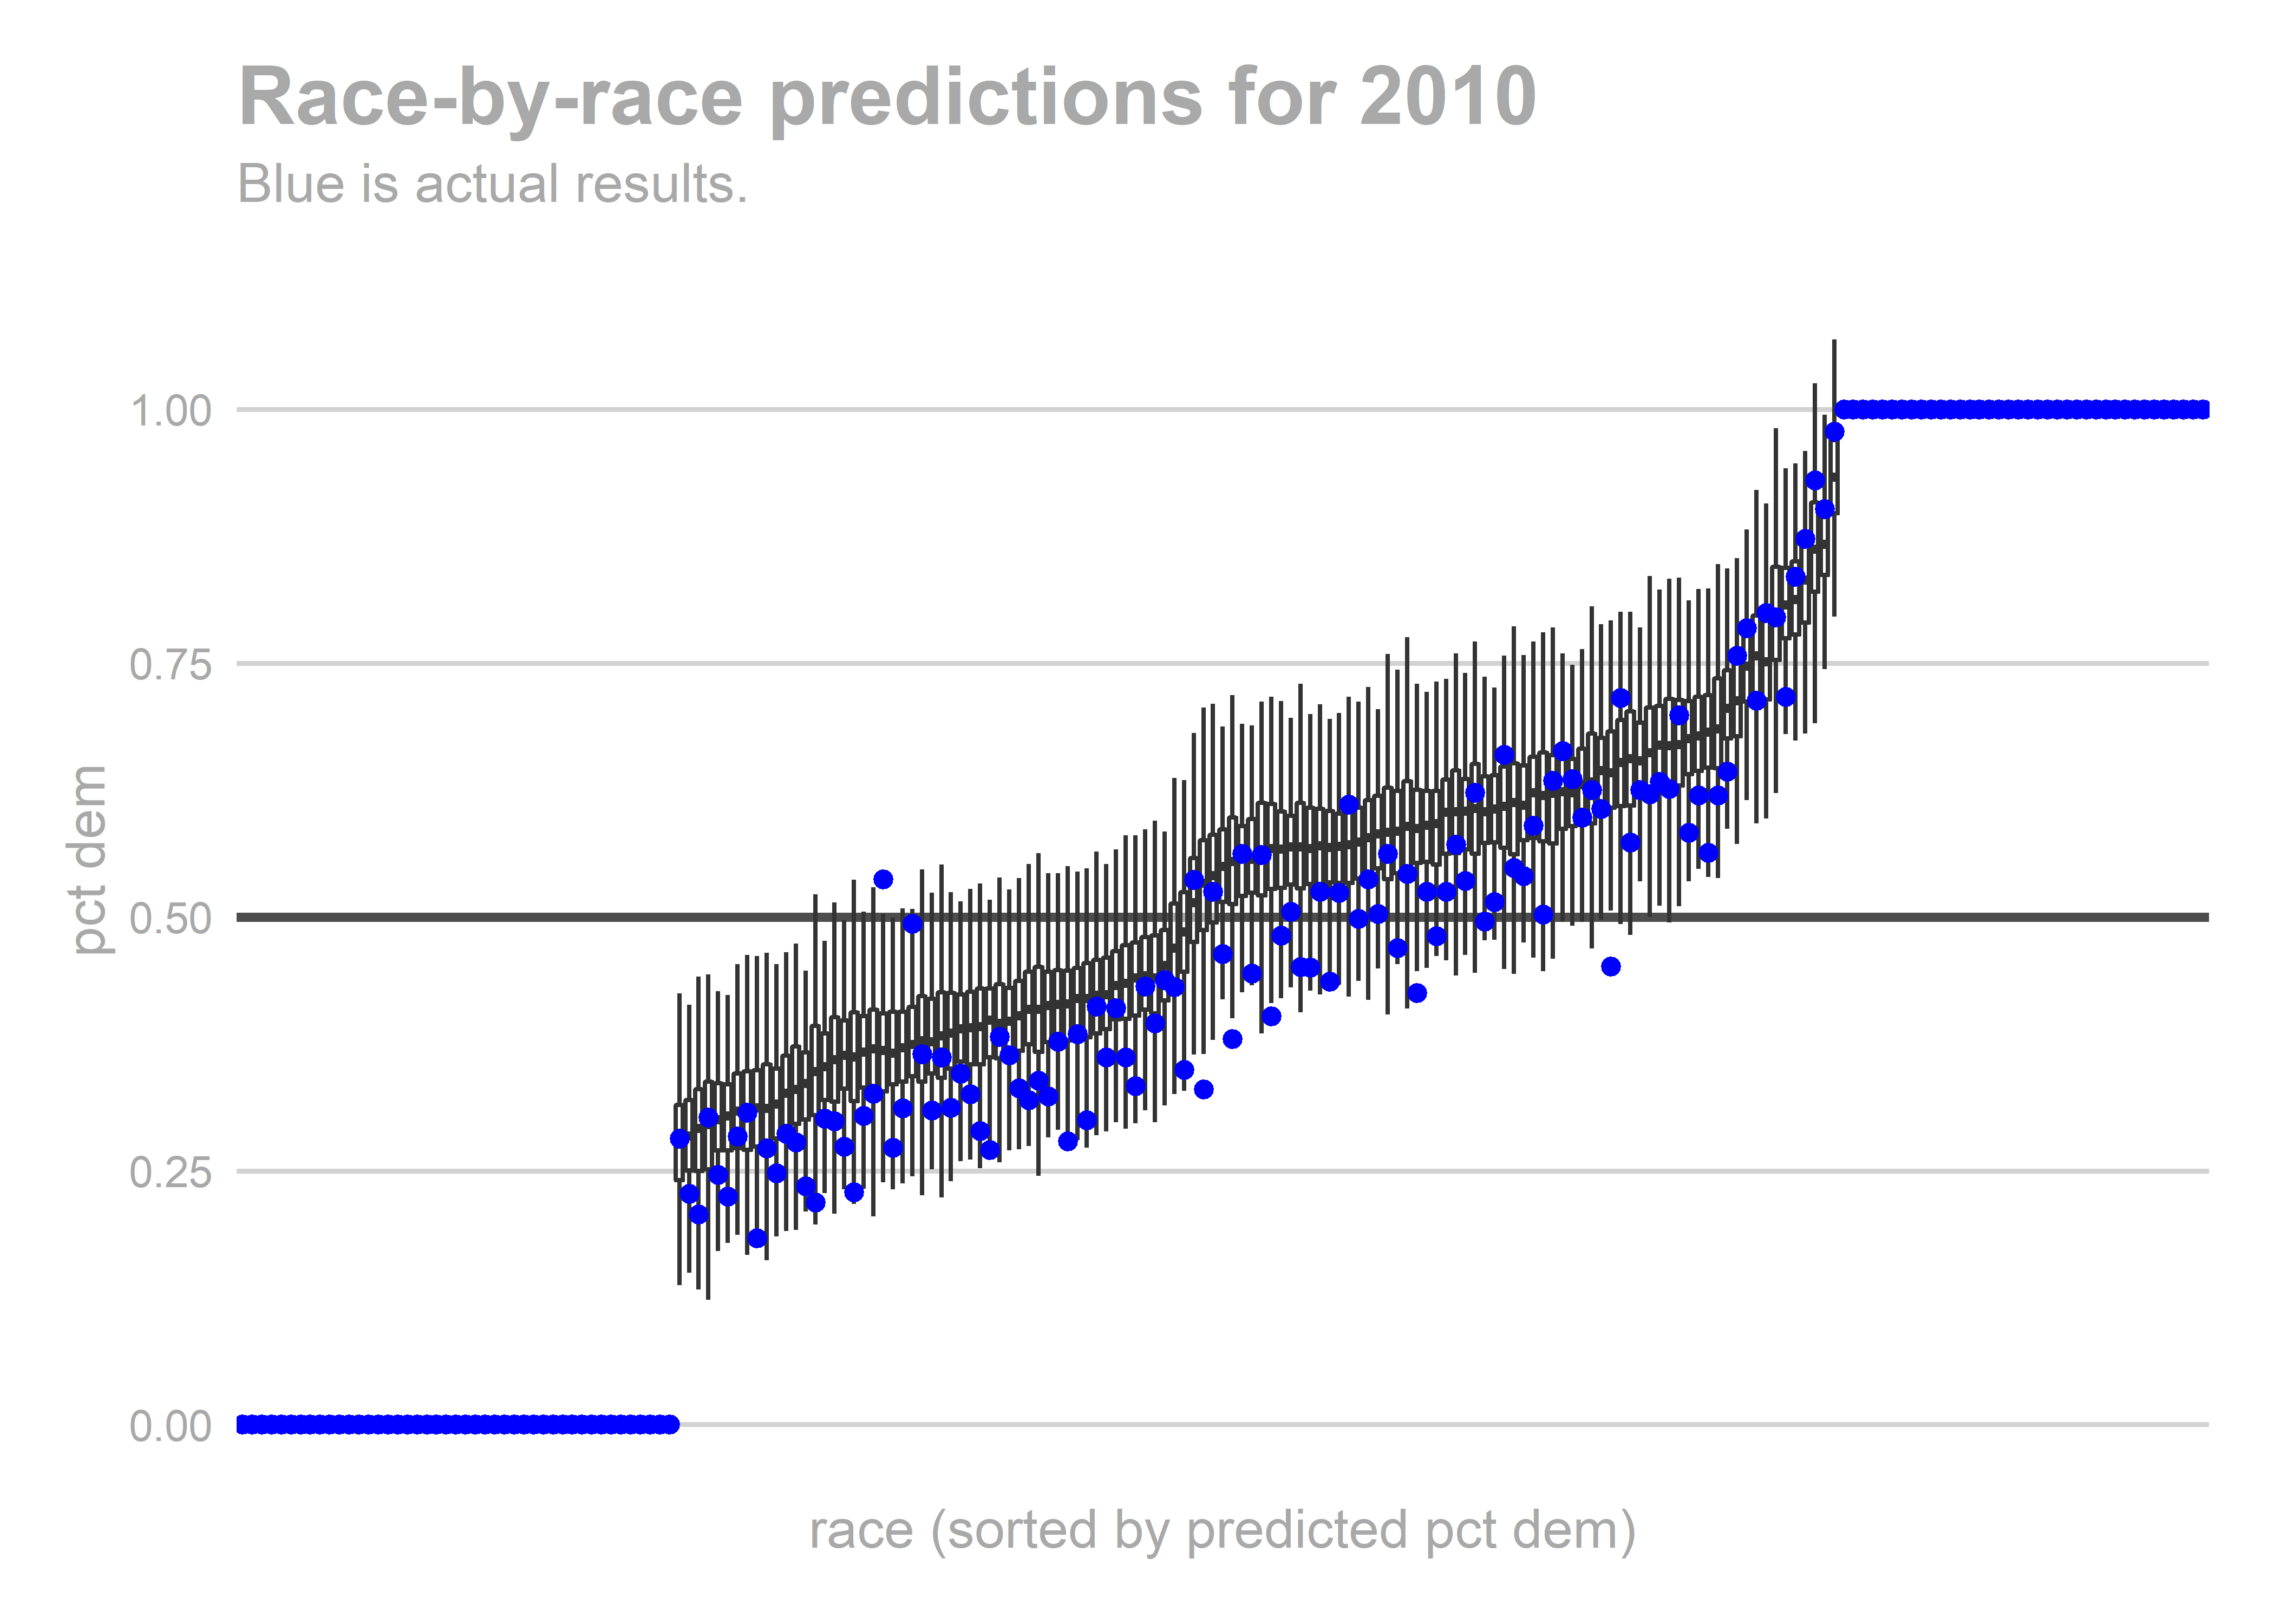 Race-by-race predictions for 2010
Blue is actual results.
1.00
0.75
0.50
0.25
0.00
pct dem
race (sorted by predicted pct dem)